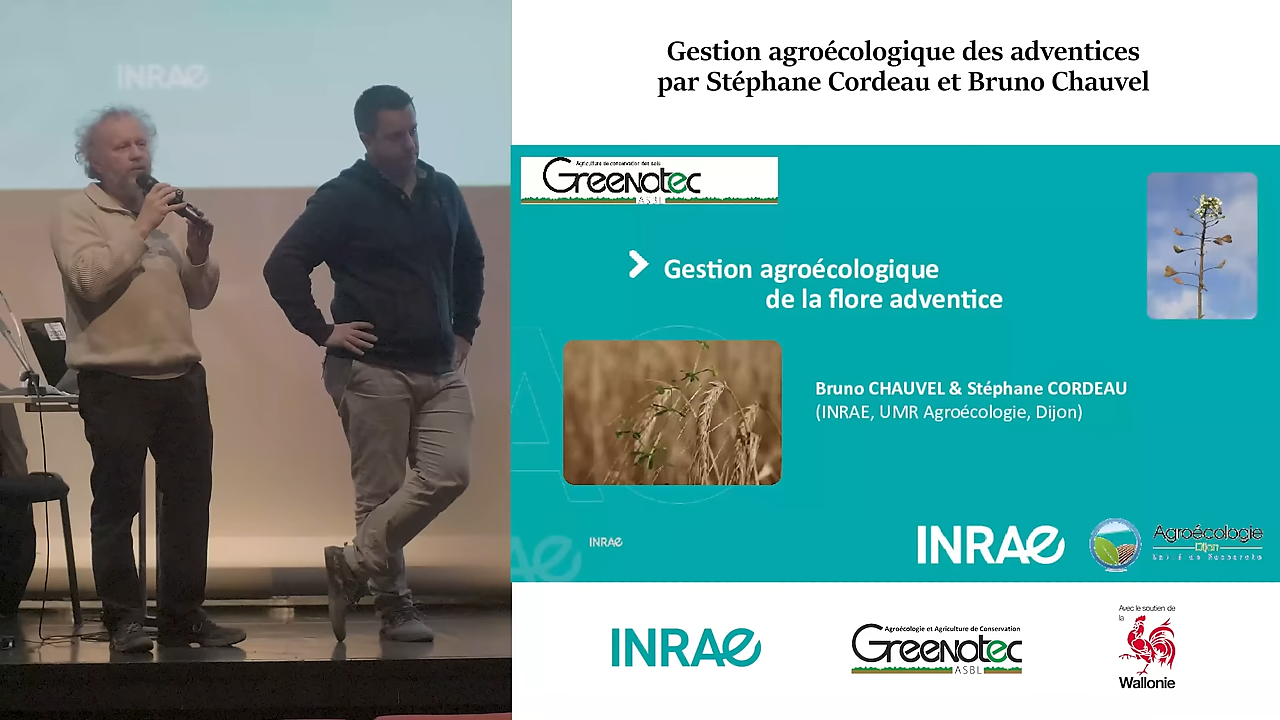 INRAE
Gestion agroécologique des adventices
par Stéphane Cordeau et Bruno Chauvel
Agriculture de conservation des sols
Greenotec
ASBL
Gestion agroécologique
de la flore adventice
Bruno CHAUVEL & Stéphane CORDEAU
(INRAE, UMR Agroécologie, Dijon)
INRAE
INRAE
Agroécologie
Dijon
INRAE
Agroécologie et Agriculture de Conservation
Greenotec
ASBL
Avec le soutien de
la
Wallonie